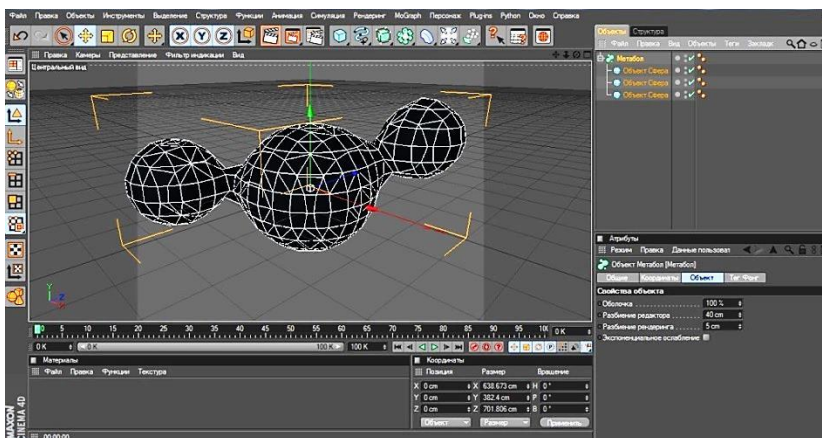 Файл Правка Объекты Инструменты Выделение Структура Функции Анимация Симуляция Рендеринг MoGraph Персонаж Plug-ins Python Окно Справка
Правка Камеры Представление Фильтр индикации Вид
Центральный вид
Объекты Структура
Файл Правка Вид Объекты Теги Закладк
Метабол
Объект Сфера
Объект Сфера
Объект Сфера
Атрибуты
Режим Правка Данные пользоват
Объект Метабол [Метабол]
Общие Координаты Объект Тег Фонг
Свойства объекта
Оболочка 100 %
Разбиение редактора 40 cm
Разбиение рендеринга 5 cm
Экспоненциальное ослабление
Y
Z
X
0 5 10 15 20 25 30 35 40 45 50 55 60 65 70 75 80 85 90 95 100 0 K
0 K 0 K 100 K 100 K
Материалы
Файл Правка Функции Текстура
Координаты
Позиция Размер Вращение
X 0 cm X 638.673 cm H 0°
Y 0 cm Y 382.4 cm P 0°
Z 0 cm Z 701.806 cm B 0°
Объект Размер Применить
MAXON
CINEMA 4D
00:00:00